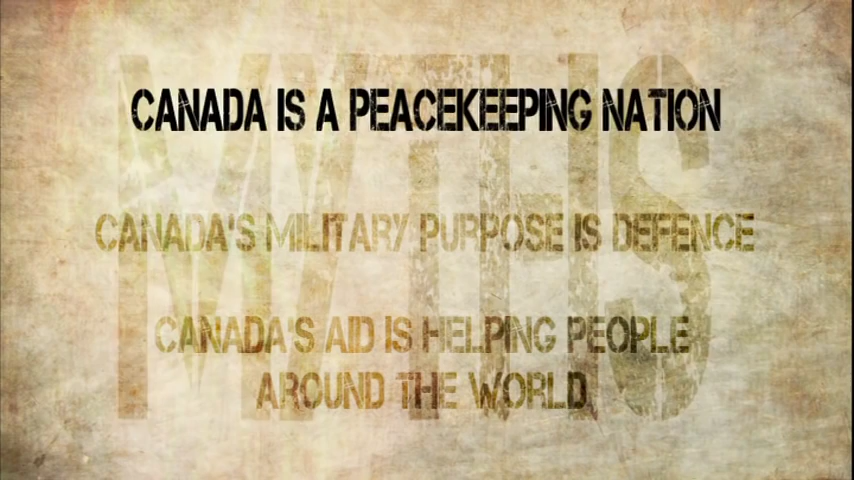 MYTHS
CANADA IS A PEACEKEEPING NATION
CANADA'S MILITARY PURPOSE IS DEFENCE
CANADA'S AID IS HELPING PEOPLE
AROUND THE WORLD